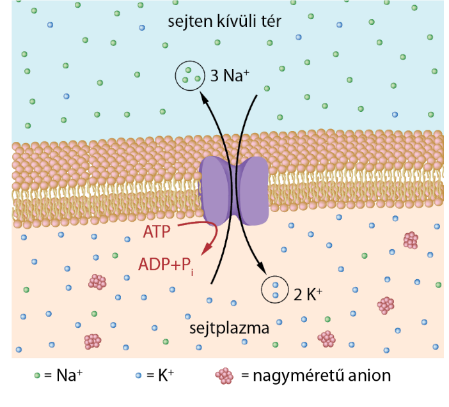 sejten kívüli tér
3 Na⁺
ATP
ADP+Pᵢ
2 K⁺
sejtplazma
= Na⁺ = K⁺ = nagyméretű anion